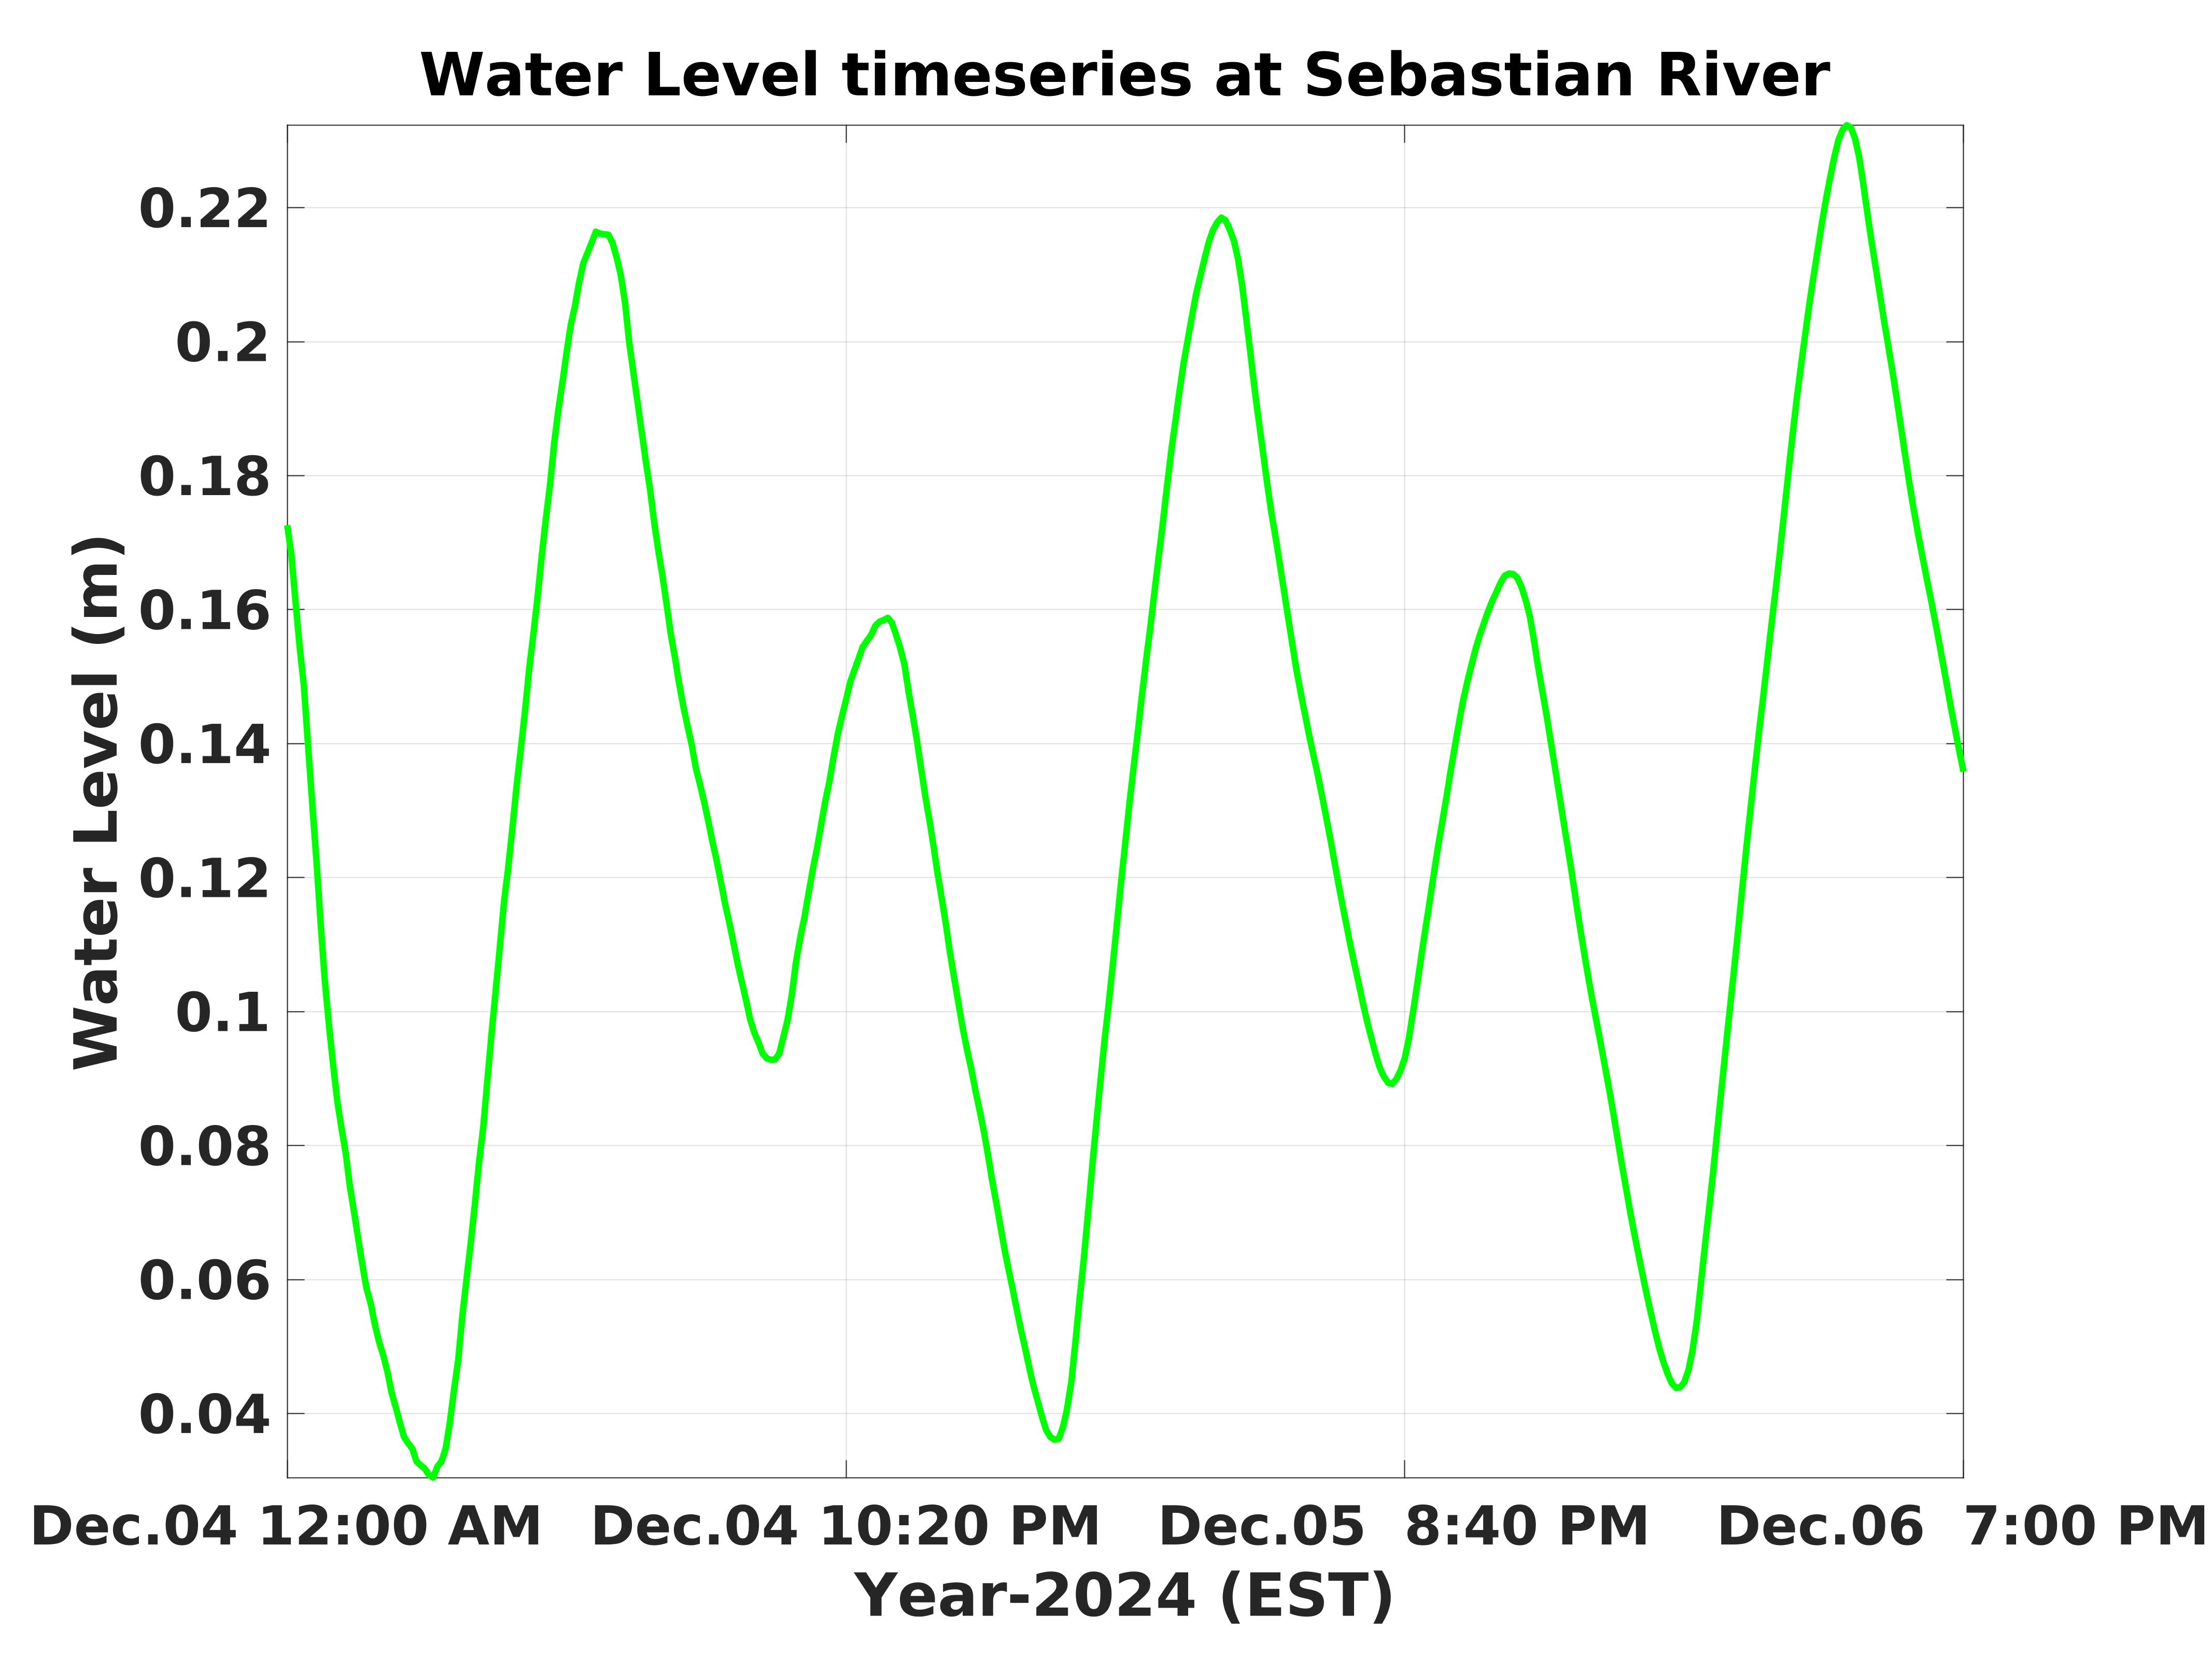 Water Level timeseries at Sebastian River
0.22
0.2
0.18
0.16
0.14
0.12
0.1
0.08
0.06
0.04
Water Level (m)
Dec.04 12:00 AM Dec.04 10:20 PM Dec.05 8:40 PM Dec.06 7:00 PM
Year-2024 (EST)